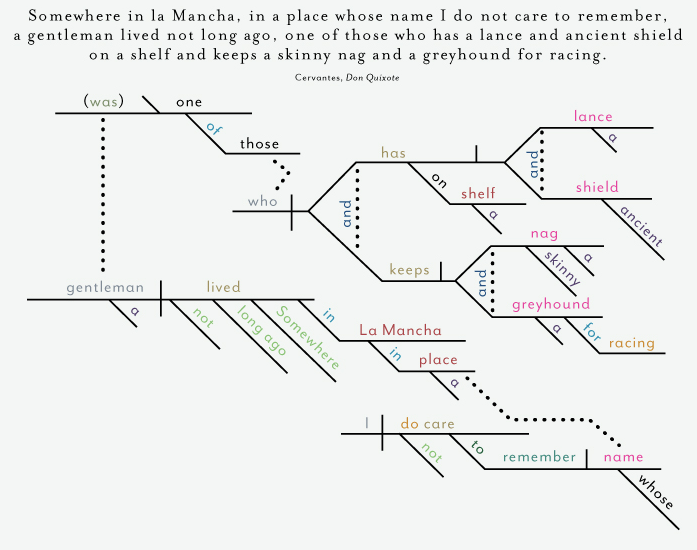 Somewhere in la Mancha, in a place whose name I do not care to remember,
a gentleman lived not long ago, one of those who has a lance and ancient shield
on a shelf and keeps a skinny nag and a greyhound for racing.
Cervantes, Don Quixote
(was) one
of
those
who
and
has
on
shelf
a
and
lance
a
shield
ancient
keeps
and
nag
skinny
a
greyhound
a
for
racing
gentleman
a
lived
not
long ago
Somewhere
in
La Mancha
in
place
a
I
do care
not
to
remember
name
whose